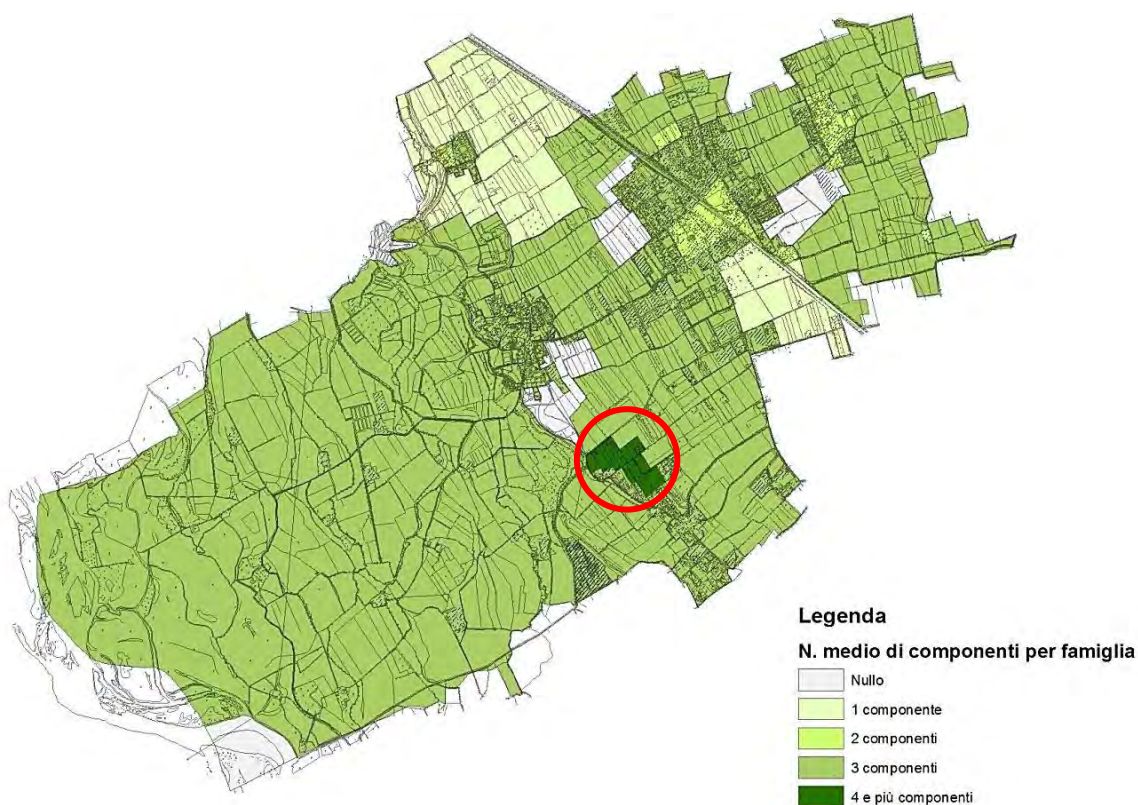 Legenda
N. medio di componenti per famiglia
Nullo
1 componente
2 componenti
3 componenti
4 e più componenti